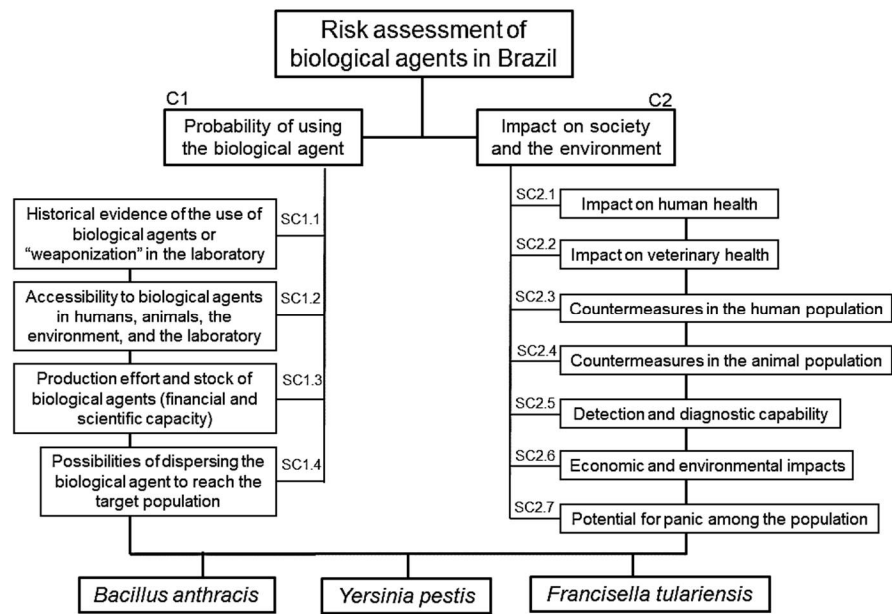 Risk assessment of
biological agents in Brazil
C1
C2
Probability of using
the biological agent
Impact on society
and the environment
Historical evidence of the use of
biological agents or
“weaponization” in the laboratory
SC1.1
Accessibility to biological agents
in humans, animals, the
environment, and the laboratory
SC1.2
Production effort and stock of
biological agents (financial and
scientific capacity)
SC1.3
Possibilities of dispersing the
biological agent to reach the
target population
SC1.4
SC2.1
Impact on human health
SC2.2
Impact on veterinary health
SC2.3
Countermeasures in the human population
SC2.4
Countermeasures in the animal population
SC2.5
Detection and diagnostic capability
SC2.6
Economic and environmental impacts
SC2.7
Potential for panic among the population
Bacillus anthracis
Yersinia pestis
Francisella tulariensis